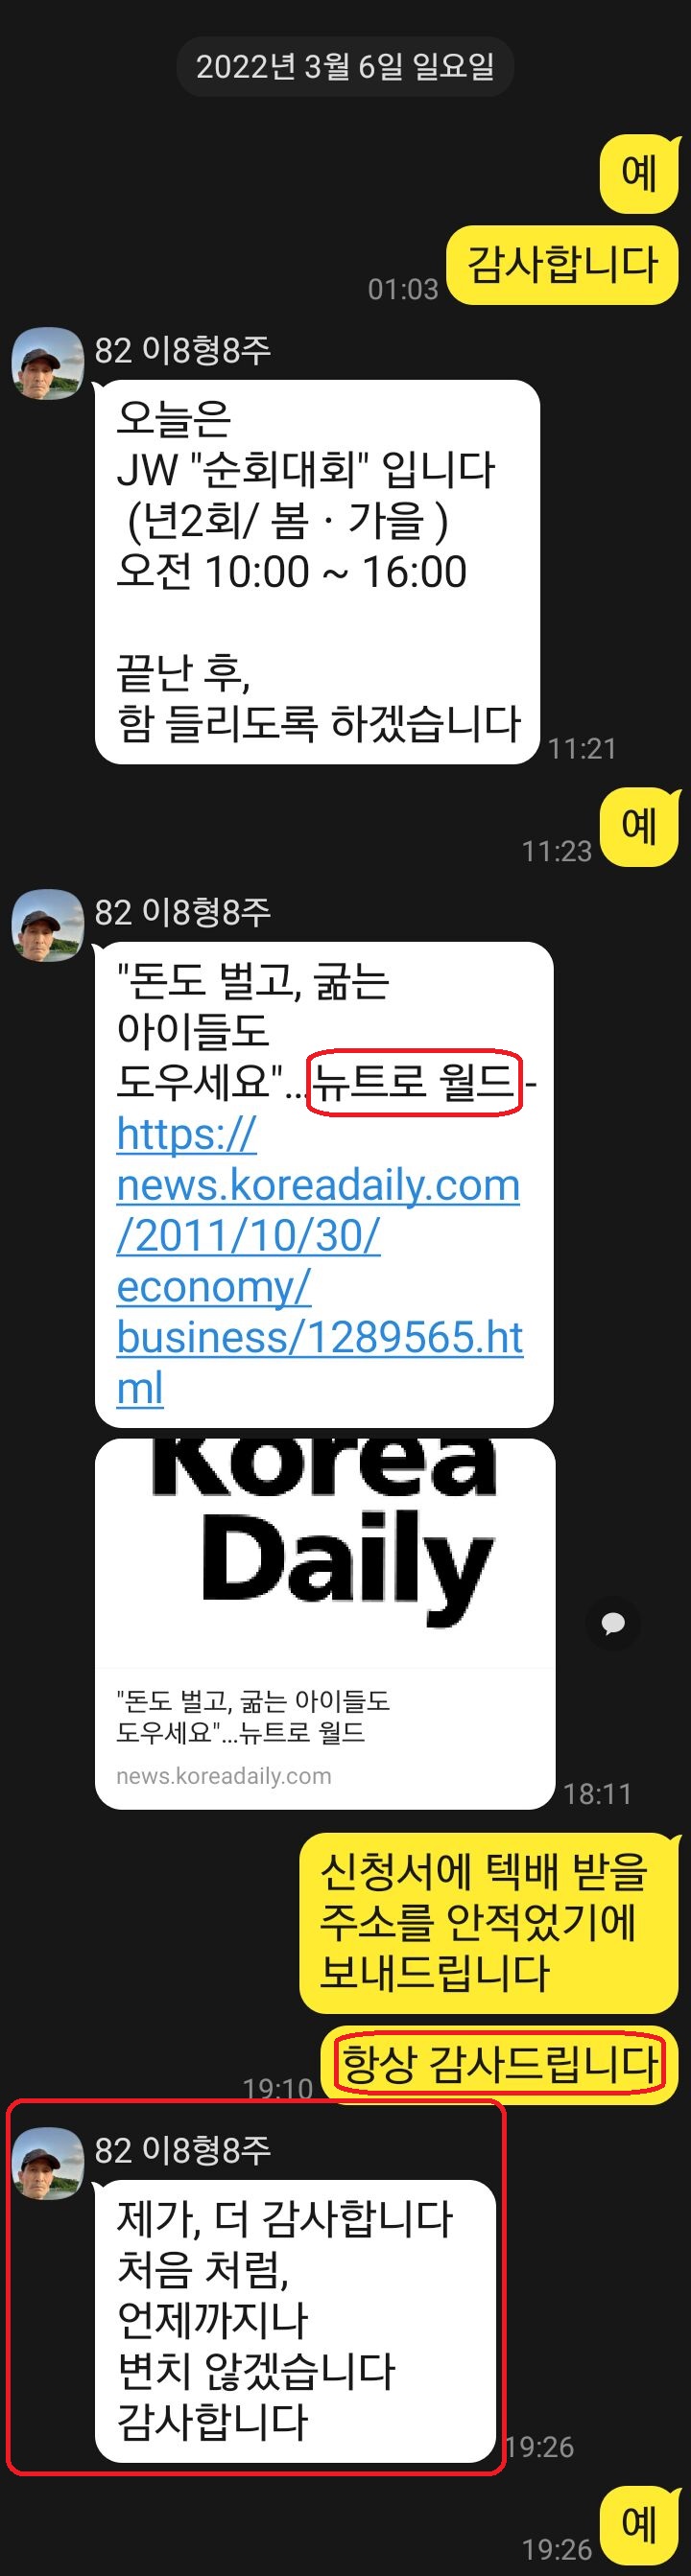 2022년 3월 6일 일요일
예
감사합니다
01:03
82 이8형8주
오늘은
JW "순회대회" 입니다
(년2회/ 봄 · 가을 )
오전 10:00 ~ 16:00
끝난 후,
함 들리도록 하겠습니다
11:21
예
11:23
82 이8형8주
"돈도 벌고, 굶는
아이들도
도우세요"...뉴트로 월드 -
https://
news.koreadaily.com
/2011/10/30/
economy/
business/1289565.ht
ml
Korea
Daily
"돈도 벌고, 굶는 아이들도
도우세요"...뉴트로 월드
news.koreadaily.com
18:11
신청서에 텍배 받을
주소를 안적었기에
보내드립니다
항상 감사드립니다
19:10
82 이8형8주
제가, 더 감사합니다
처음 처럼,
언제까지나
변치 않겠습니다
감사합니다
19:26
예
19:26